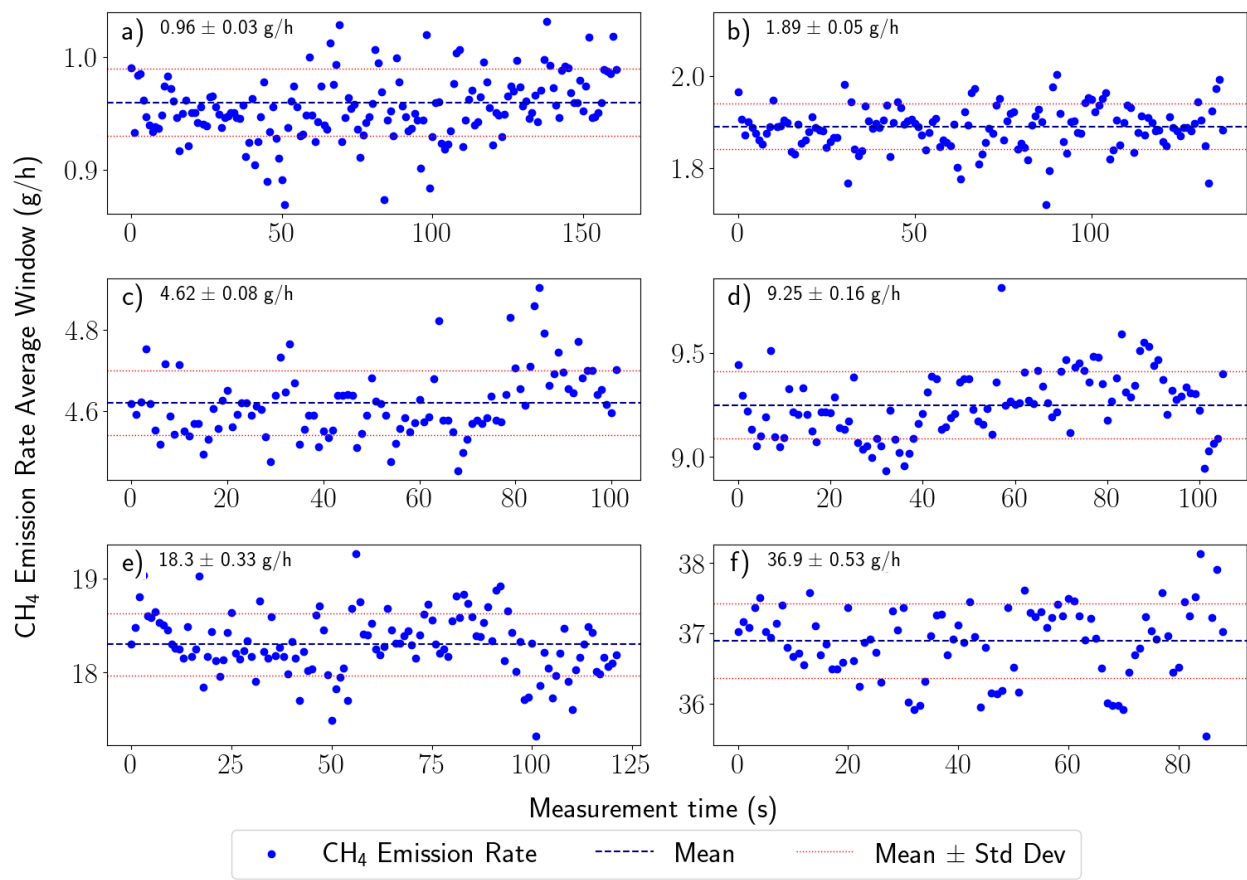 CH₄ Emission Rate Average Window (g/h)
a) 0.96 ± 0.03 g/h
1.0
0.9
0 50 100 150
b) 1.89 ± 0.05 g/h
2.0
1.8
0 50 100
c) 4.62 ± 0.08 g/h
4.8
4.6
0 20 40 60 80 100
d) 9.25 ± 0.16 g/h
9.5
9.0
0 20 40 60 80 100
e) 18.3 ± 0.33 g/h
19
18
0 25 50 75 100 125
f) 36.9 ± 0.53 g/h
38
37
36
0 20 40 60 80
Measurement time (s)
CH₄ Emission Rate Mean Mean ± Std Dev